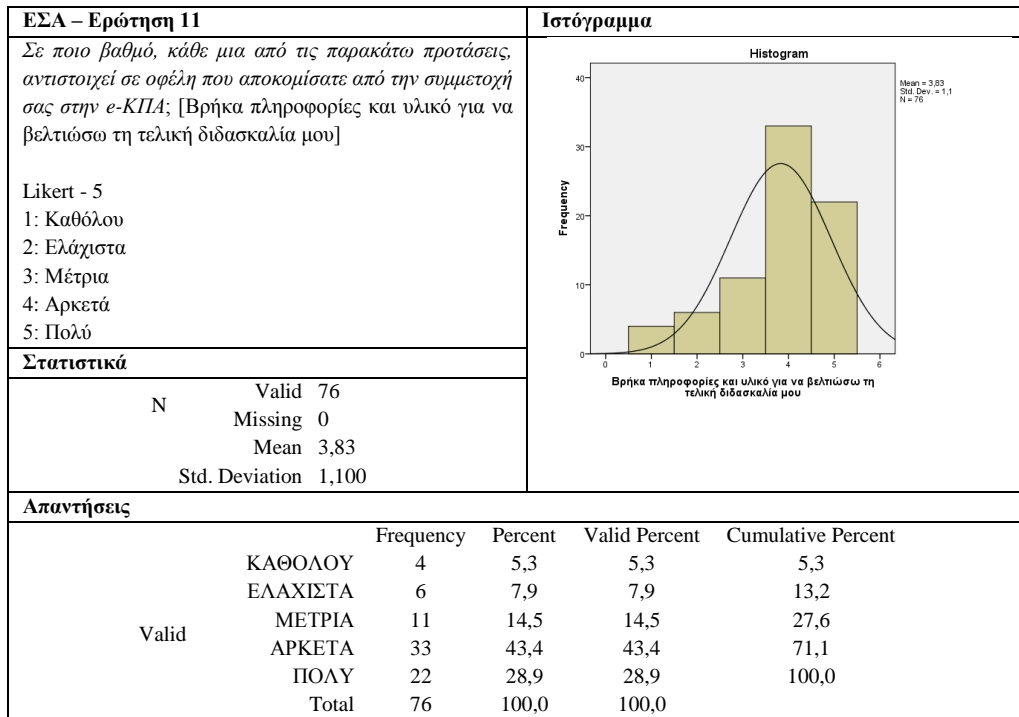 ΕΣΑ – Ερώτηση 11
Σε ποιο βαθμό, κάθε μια από τις παρακάτω προτάσεις,
αντιστοιχεί σε οφέλη που αποκομίσατε από την συμμετοχή
σας στην e-ΚΠΑ; [Βρήκα πληροφορίες και υλικό για να
βελτιώσω τη τελική διδασκαλία μου]
Likert - 5
1: Καθόλου
2: Ελάχιστα
3: Μέτρια
4: Αρκετά
5: Πολύ
Ιστόγραμμα
Histogram
Mean = 3,83
Std. Dev. = 1,1
N = 76
Frequency
40
30
20
10
0
0 1 2 3 4 5 6
Βρήκα πληροφορίες και υλικό για να βελτιώσω τη
τελική διδασκαλία μου
Στατιστικά
N Valid 76
Missing 0
Mean 3,83
Std. Deviation 1,100
Απαντήσεις
Frequency Percent Valid Percent Cumulative Percent
Valid
ΚΑΘΟΛΟΥ 4 5,3 5,3 5,3
ΕΛΑΧΙΣΤΑ 6 7,9 7,9 13,2
ΜΕΤΡΙΑ 11 14,5 14,5 27,6
ΑΡΚΕΤΑ 33 43,4 43,4 71,1
ΠΟΛΥ 22 28,9 28,9 100,0
Total 76 100,0 100,0